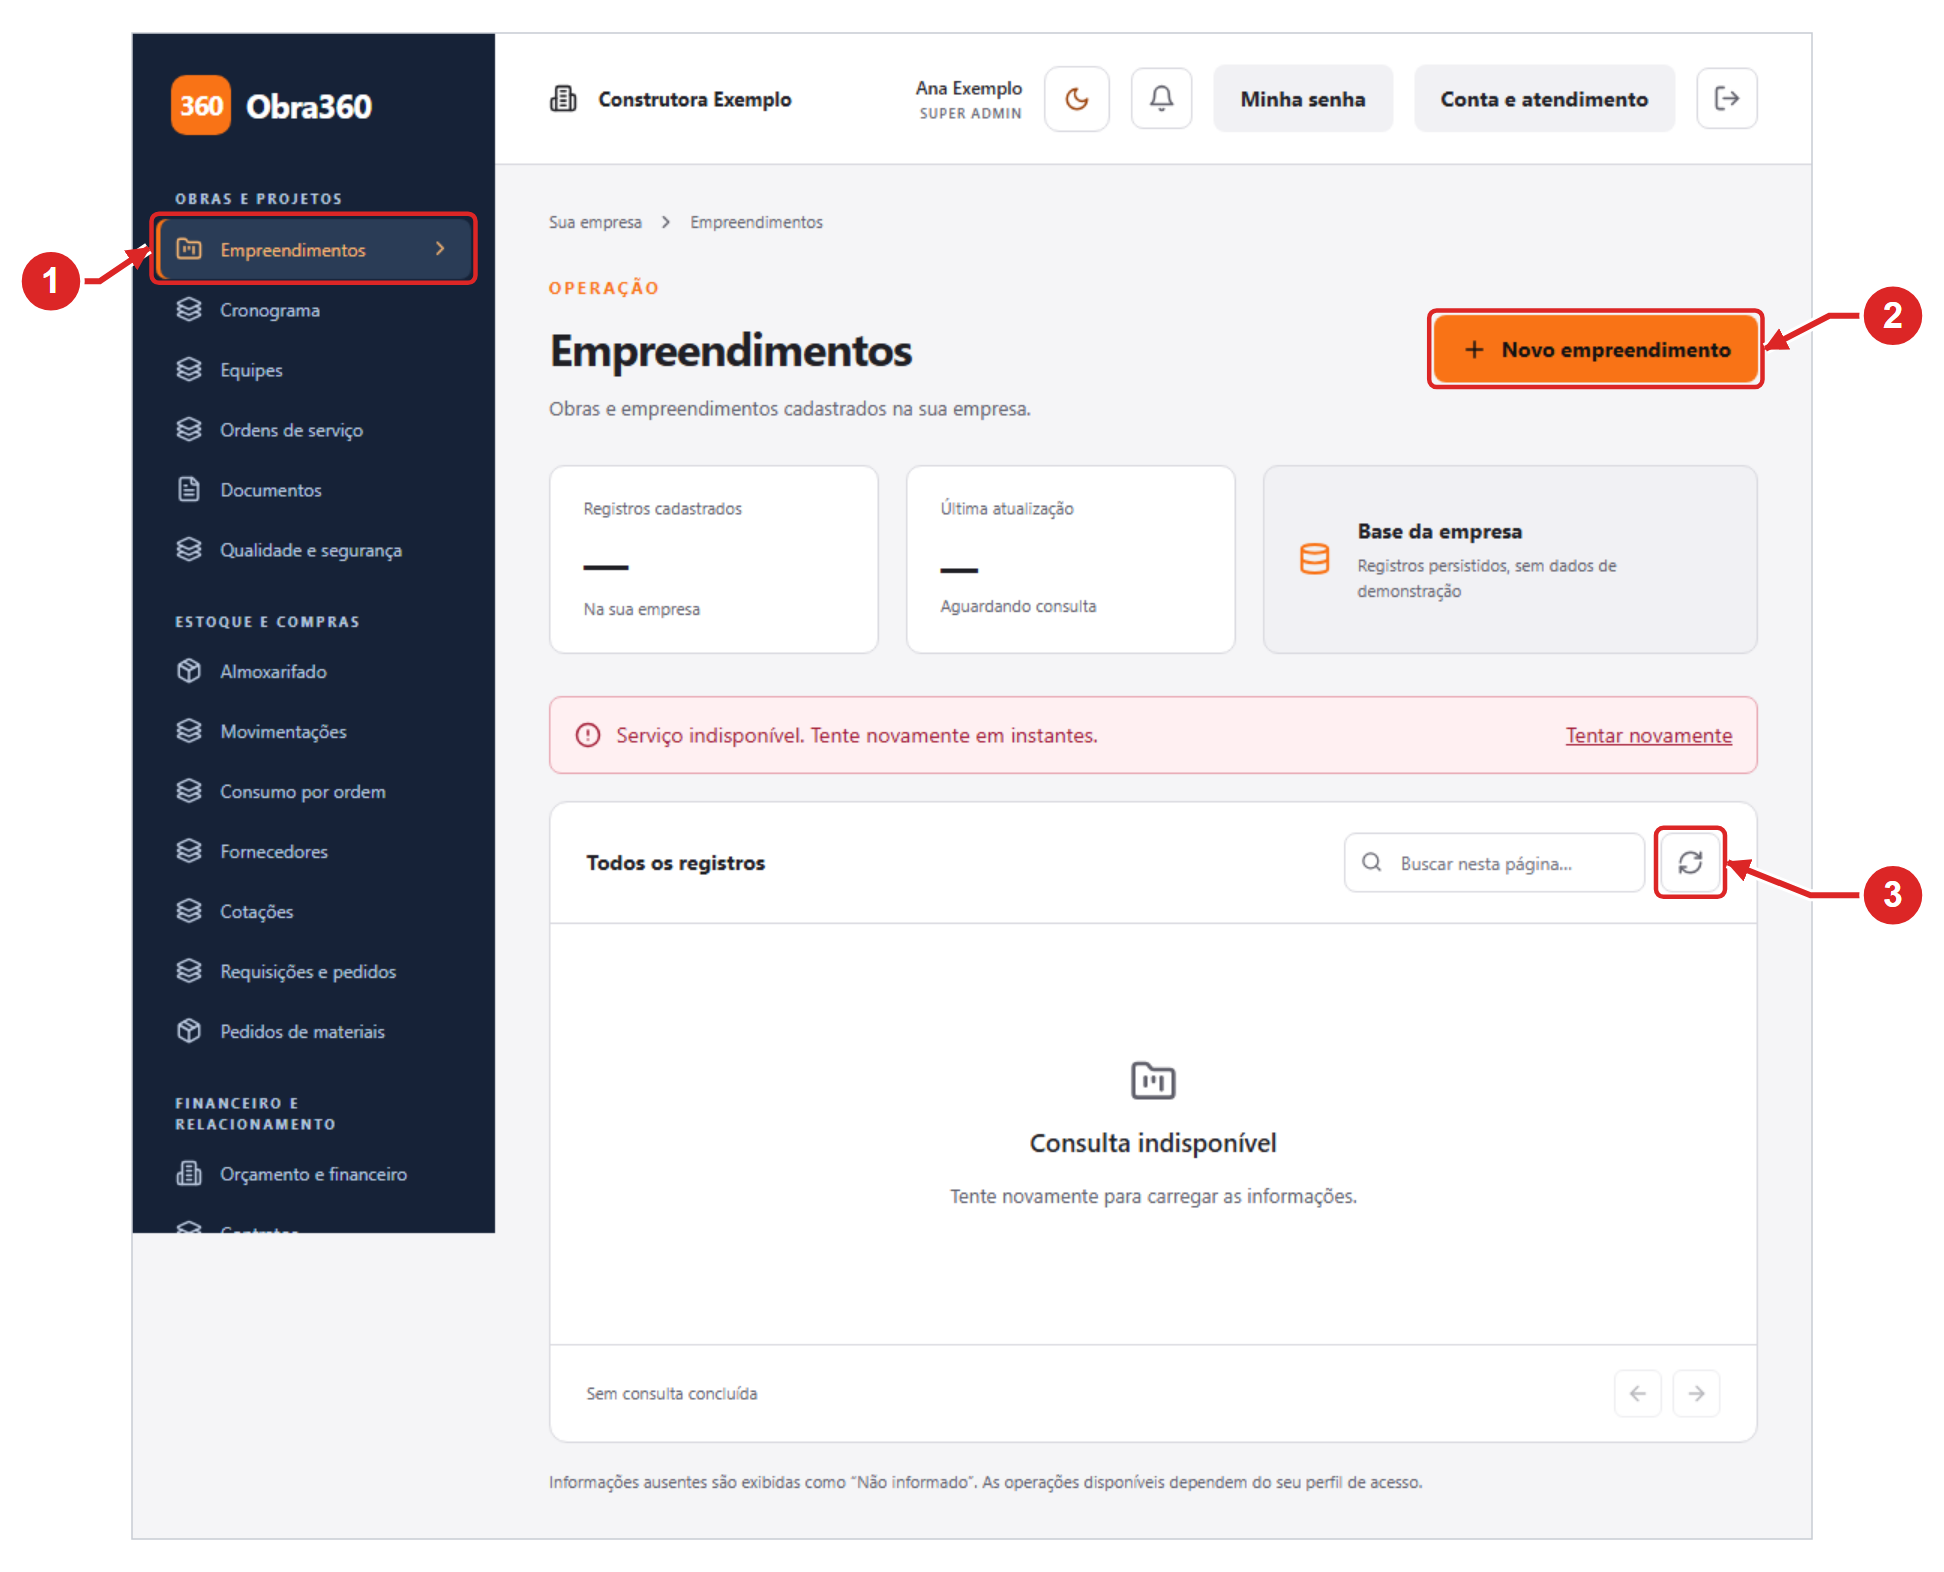 360 Obra360
OBRAS E PROJETOS
Empreendimentos
Cronograma
Equipes
Ordens de serviço
Documentos
Qualidade e segurança
ESTOQUE E COMPRAS
Almoxarifado
Movimentações
Consumo por ordem
Fornecedores
Cotações
Requisições e pedidos
Pedidos de materiais
FINANCEIRO E
RELACIONAMENTO
Orçamento e financeiro
1
Construtora Exemplo
Ana Exemplo
SUPER ADMIN
Minha senha
Conta e atendimento
Sua empresa > Empreendimentos
OPERAÇÃO
Empreendimentos
+ Novo empreendimento
2
Obras e empreendimentos cadastrados na sua empresa.
Registros cadastrados
—
Na sua empresa
Última atualização
—
Aguardando consulta
Base da empresa
Registros persistidos, sem dados de
demonstração
Serviço indisponível. Tente novamente em instantes.
Tentar novamente
Todos os registros
Buscar nesta página...
3
Consulta indisponível
Tente novamente para carregar as informações.
Sem consulta concluída
Informações ausentes são exibidas como “Não informado”. As operações disponíveis dependem do seu perfil de acesso.